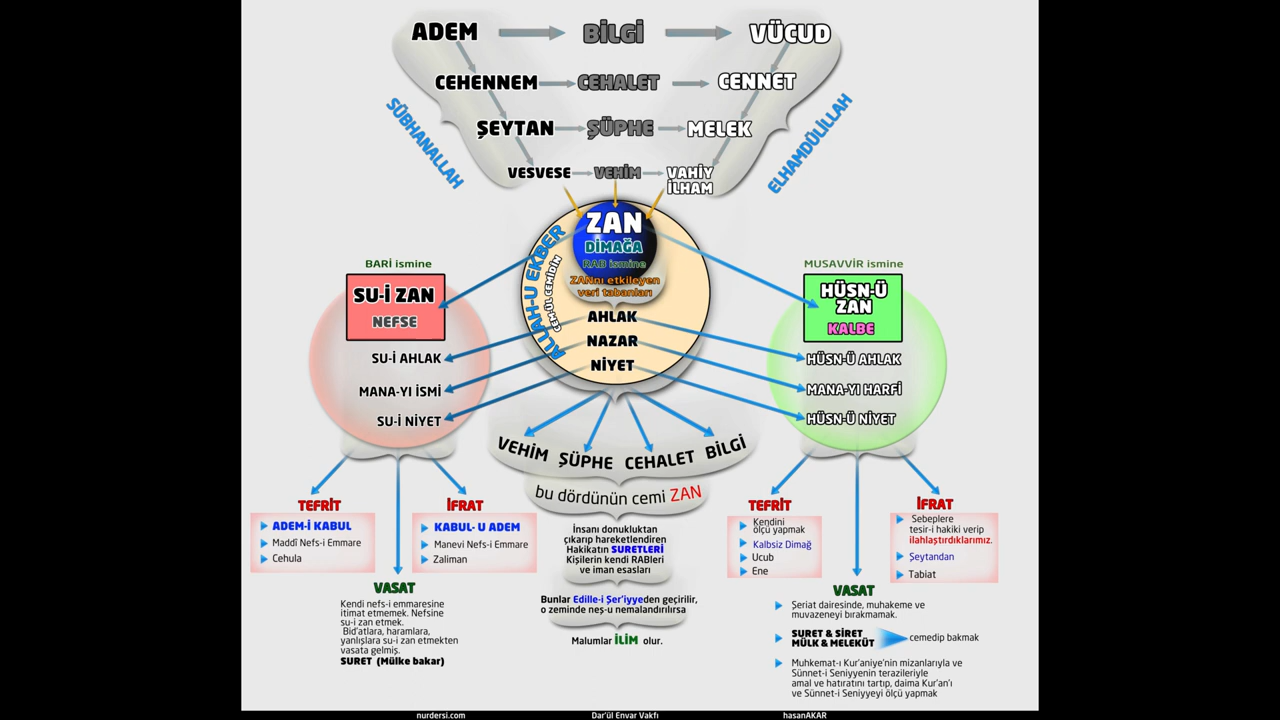 ADEM BİLGİ VÜCUD
CEHENNEM CEHALET CENNET
ŞEYTAN ŞÜPHE MELEK
VESVESE VEHİM VAHİY
İLHAM
SÜBHANALLAH
ELHAMDÜLİLLAH
ZAN
DİMAĞA
RAB ismine
ZANnı etkileyen
veri tabanları
ALLAH-U EKBER
CEM-ÜL CEMİDİR
AHLAK
NAZAR
NİYET
BARİ ismine
SU-İ ZAN
NEFSE
SU-İ AHLAK
MANA-YI İSMİ
SU-İ NİYET
MUSAVVİR ismine
HÜSN-Ü
ZAN
KALBE
HÜSN-Ü AHLAK
MANA-YI HARFİ
HÜSN-Ü NİYET
VEHİM ŞÜPHE CEHALET BİLGİ
bu dördünün cemi ZAN
İnsanı donukluktan
çıkarıp hareketlendiren
Hakikatın SURETLERİ
Kişilerin kendi RABleri
ve iman esasları
Bunlar Edille-i Şer'iyyeden geçirilir,
o zeminde neş-u nemalandırılırsa
Malumlar İLİM olur.
TEFRİT
ADEM-İ KABUL
Maddî Nefs-i Emmare
Cehula
İFRAT
KABUL- U ADEM
Manevi Nefs-i Emmare
Zaliman
VASAT
Kendi nefs-i emmaresine
itimat etmemek. Nefsine
su-i zan etmek.
Bid'atlara, haramlara,
yanlışlara su-i zan etmekten
vasata gelmiş.
SURET (Mülke bakar)
TEFRİT
Kendini
ölçü yapmak
Kalbsiz Dimağ
Ucub
Ene
İFRAT
Sebeplere
tesir-i hakiki verip
ilahlaştırdıklarımız.
Şeytandan
Tabiat
VASAT
Şeriat dairesinde, muhakeme ve
muvazeneyi bırakmamak.
SURET & SİRET
MÜLK & MELEKÜT
cemedip bakmak
Muhkemat-ı Kur'aniye'nin mizanlarıyla ve
Sünnet-i Seniyyenin terazileriyle
amal ve hatıratını tartıp, daima Kur'an'ı
ve Sünnet-i Seniyyeyi ölçü yapmak
nurdersi.com Dar'ül Envar Vakfı hasanAKAR